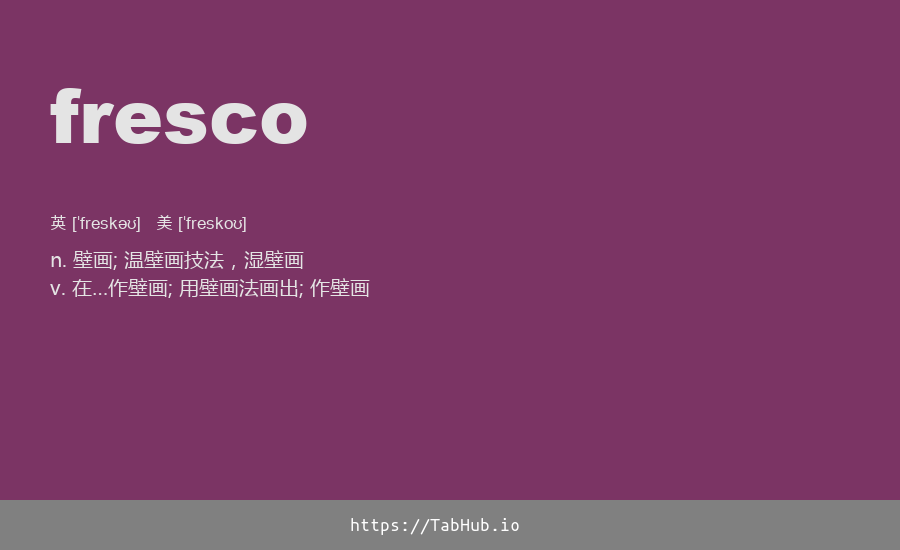 fresco
英 [ˈfreskəʊ] 美 [ˈfreskoʊ]
n. 壁画; 温壁画技法，湿壁画
v. 在...作壁画; 用壁画法画出; 作壁画
https://TabHub.io